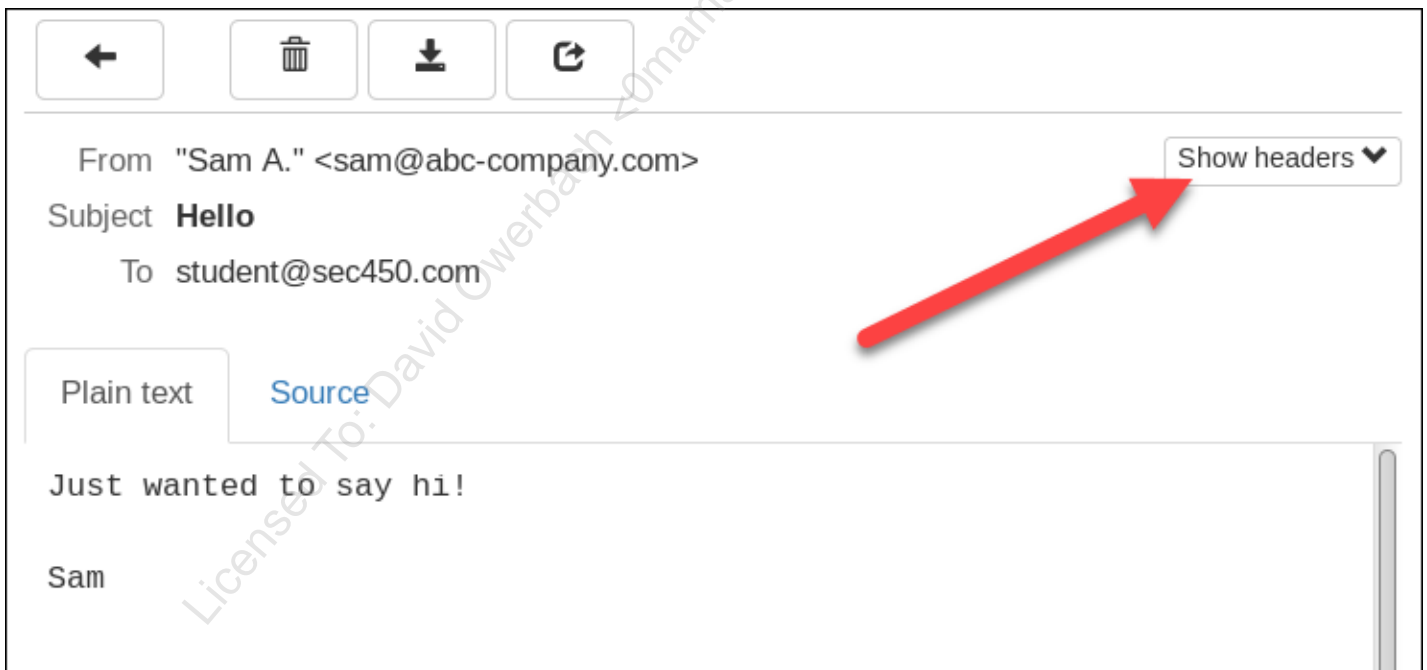 From "Sam A." <sam@abc-company.com>
Show headers
Subject Hello
To student@sec450.com
Plain text Source
Just wanted to say hi!
Sam
Licensed To: David Owerbach